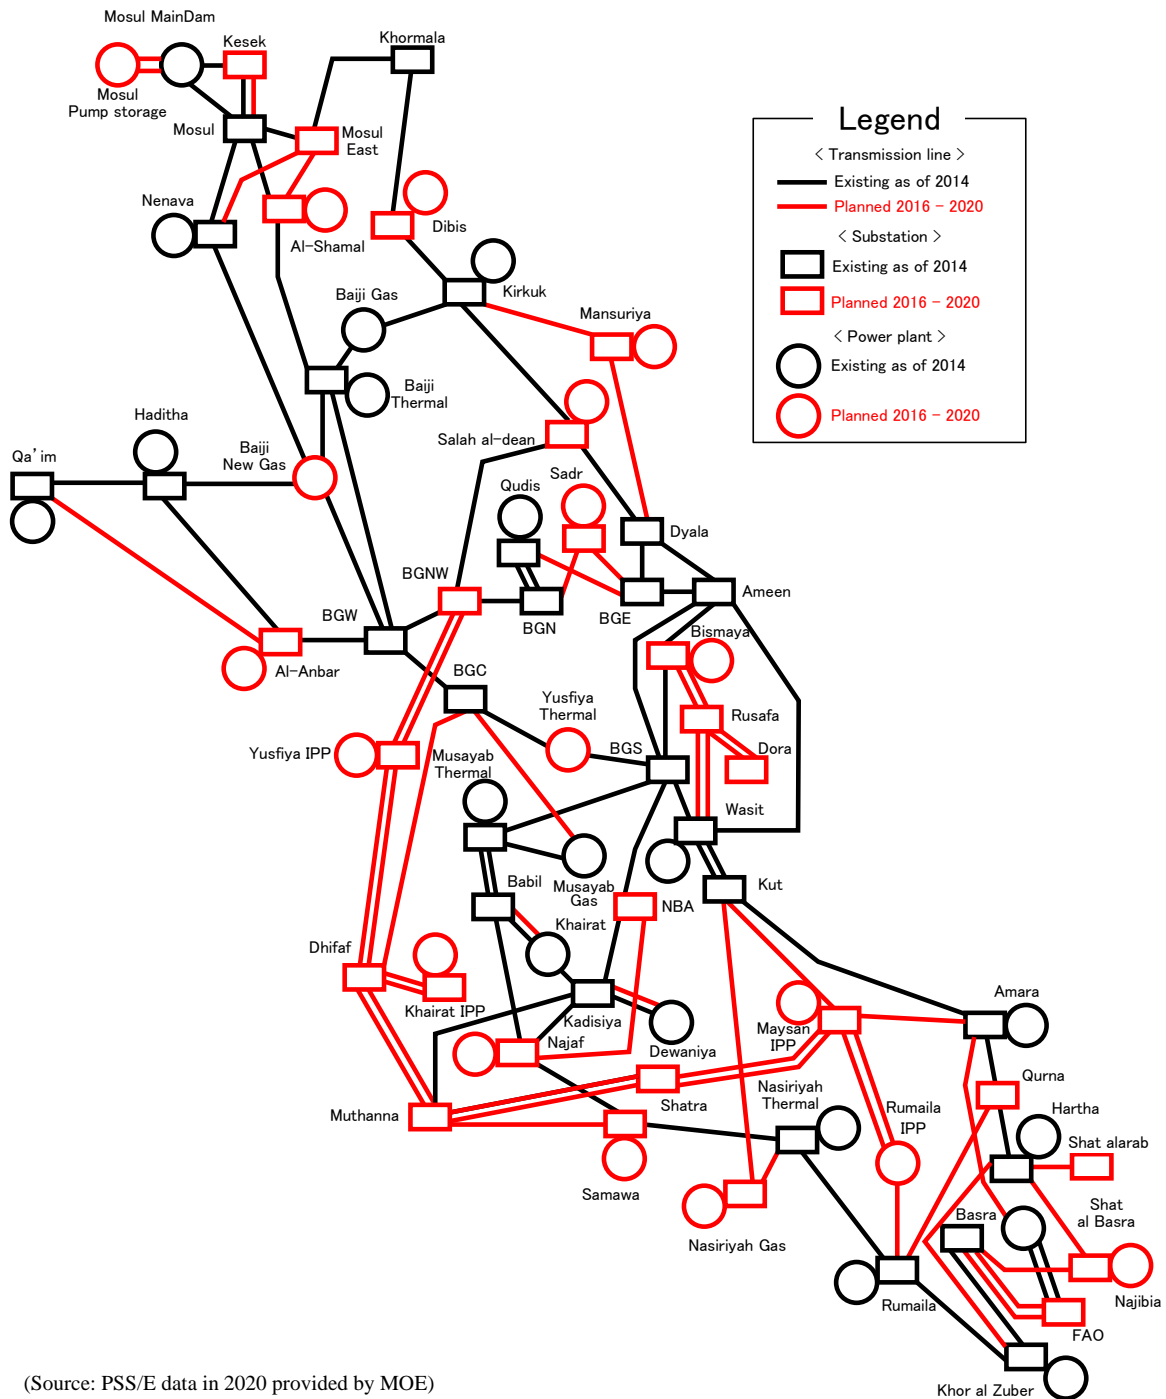 Mosul MainDam
Kesek
Khormala
Mosul
Pump storage
Mosul
Mosul
East
Nenava
Al-Shamal
Dibis
Kirkuk
Baiji Gas
Mansuriya
Baiji
Thermal
Haditha
Salah al-dean
Qa'im
Baiji
New Gas
Qudis
Sadr
Dyala
BGNW
BGN
BGE
Ameen
BGW
Bismaya
Al-Anbar
BGC
Yusfiya
Thermal
Rusafa
Yusfiya IPP
Musayab
Thermal
BGS
Dora
Wasit
Babil
Musayab
Gas
Kut
Khairat
NBA
Dhifaf
Khairat IPP
Kadisiya
Dewaniya
Najaf
Maysan
IPP
Amara
Muthanna
Shatra
Nasiriyah
Thermal
Rumaila
IPP
Qurna
Hartha
Shat alarab
Samawa
Nasiriyah Gas
Basra
Shat
al Basra
Rumaila
Najibia
FAO
Khor al Zuber
Legend
< Transmission line >
Existing as of 2014
Planned 2016 - 2020
< Substation >
Existing as of 2014
Planned 2016 - 2020
< Power plant >
Existing as of 2014
Planned 2016 - 2020
(Source: PSS/E data in 2020 provided by MOE)